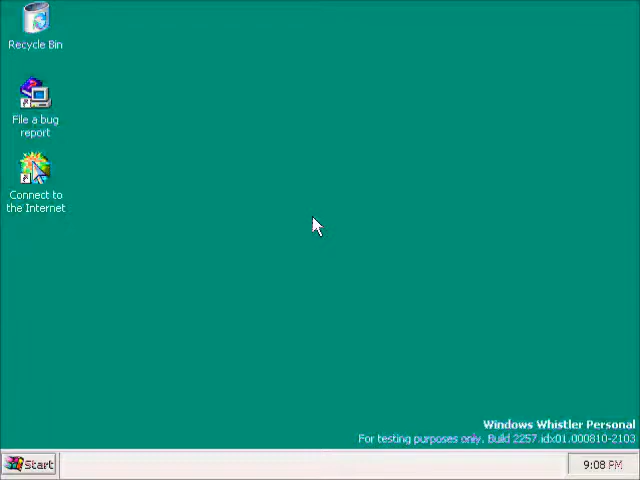 Recycle Bin
File a bug
report
Connect to
the Internet
Windows Whistler Personal
For testing purposes only. Build 2257.idx01.000810-2103
Start
9:08 PM